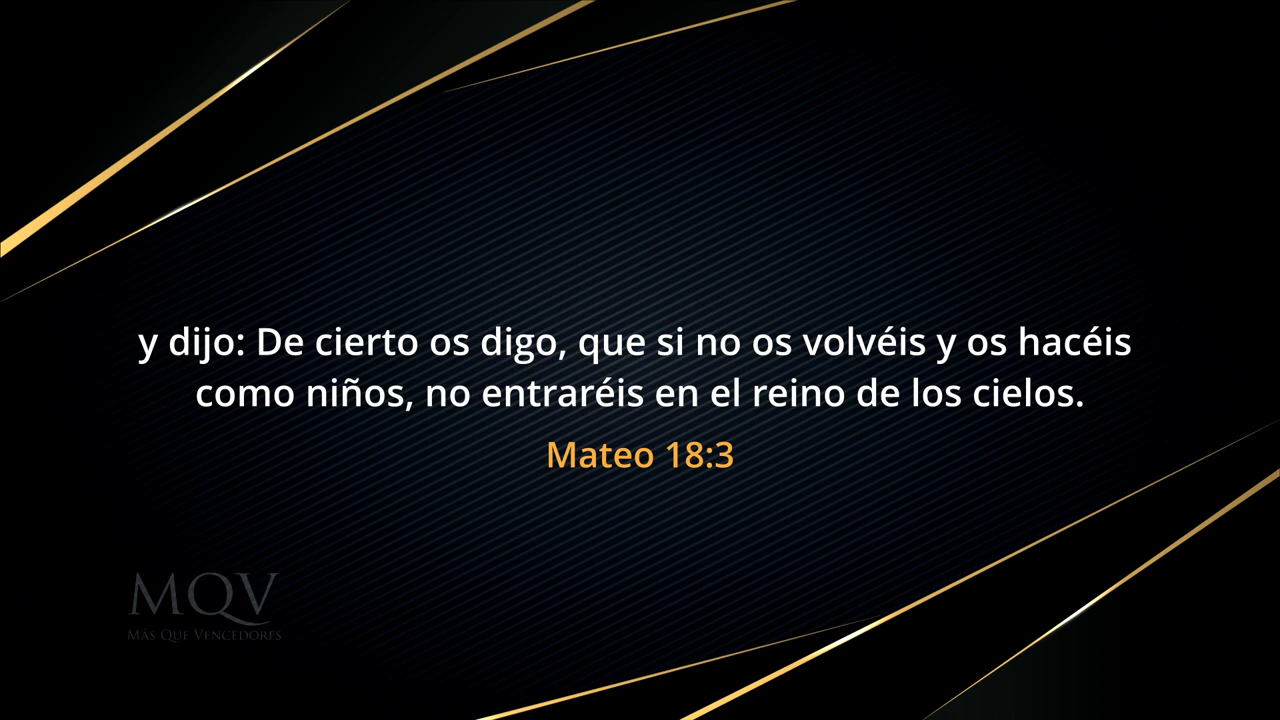 y dijo: De cierto os digo, que si no os volvéis y os hacéis
como niños, no entraréis en el reino de los cielos.
Mateo 18:3
MQV
Más Que Vencedores